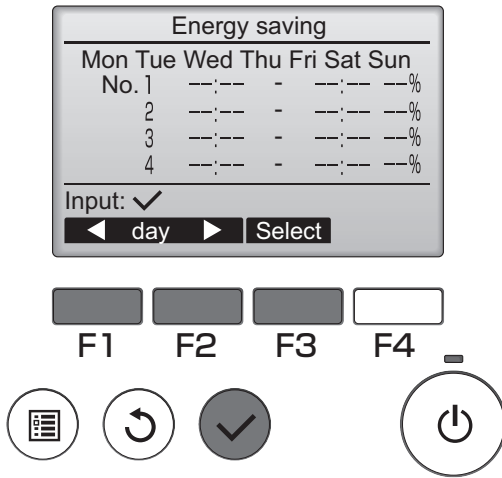 Energy saving
Mon Tue Wed Thu Fri Sat Sun
No. 1 --:-- - --:-- --%
2 --:-- - --:-- --%
3 --:-- - --:-- --%
4 --:-- - --:-- --%
Input: ✓
◀ day ▶ Select
F1 F2 F3 F4